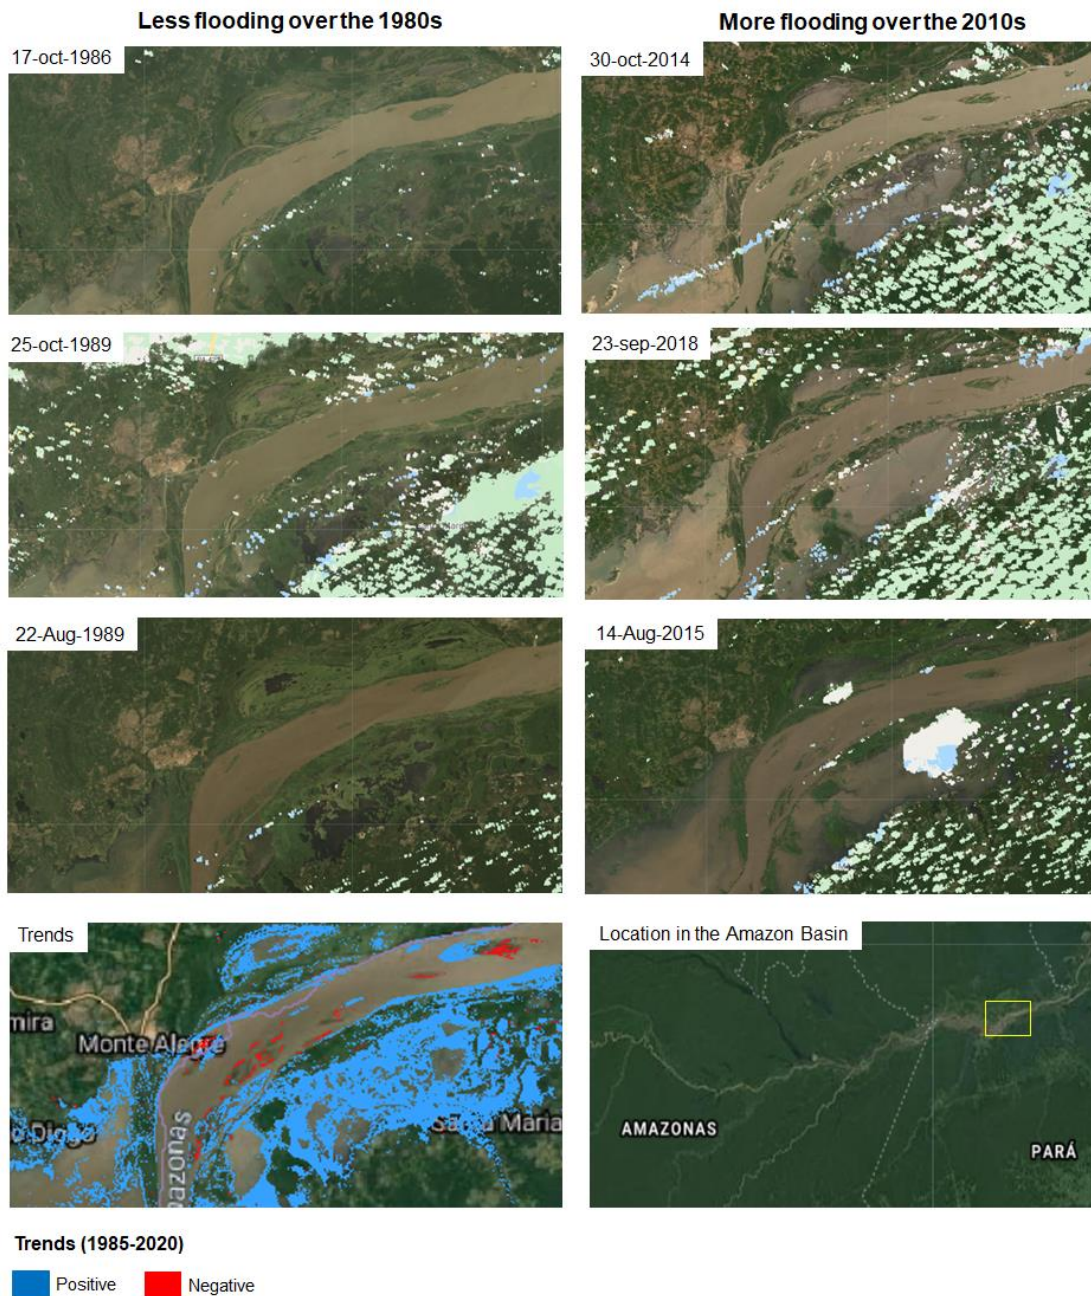 Less flooding over the 1980s
More flooding over the 2010s
17-oct-1986
30-oct-2014
25-oct-1989
23-sep-2018
22-Aug-1989
14-Aug-2015
Trends
Location in the Amazon Basin
mira
Monte Alegre
o Diogo
Santa Maria
azonas
AMAZONAS
PARÁ
Trends (1985-2020)
Positive
Negative